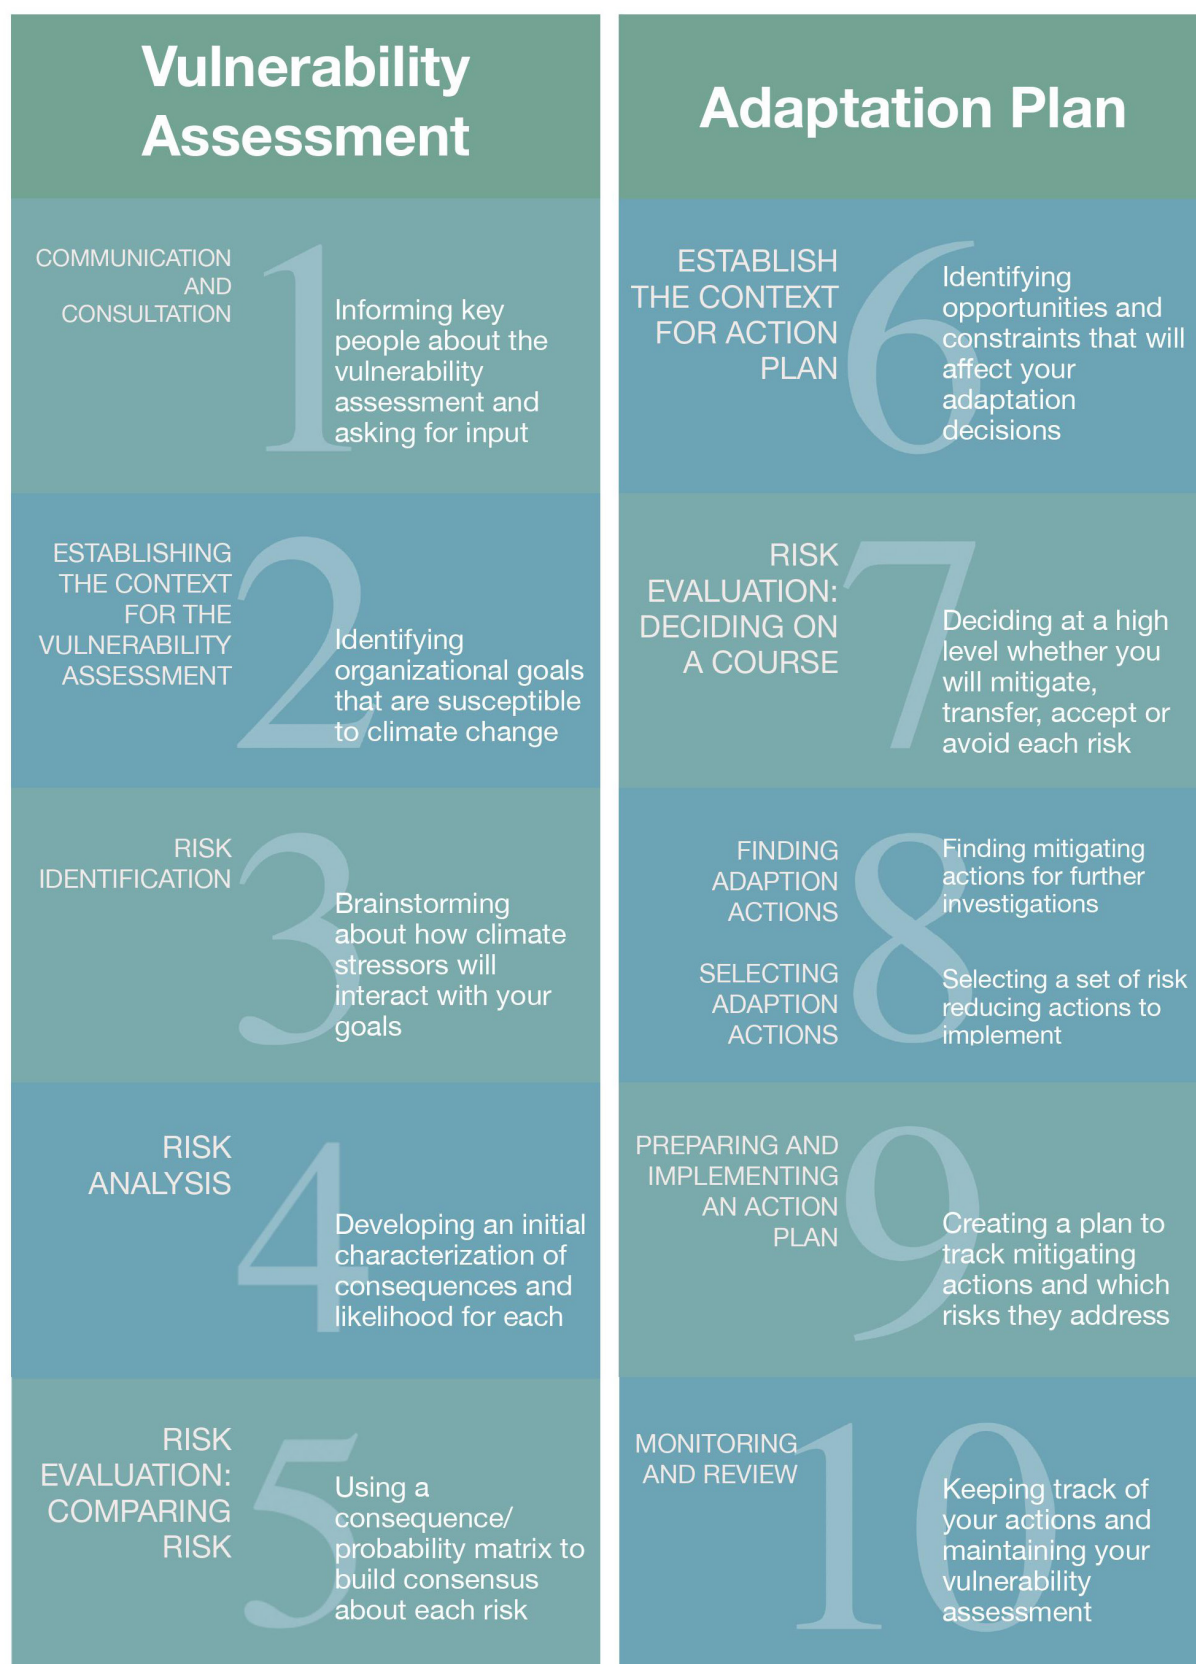 Vulnerability
Assessment
COMMUNICATION
AND
CONSULTATION
1
Informing key
people about the
vulnerability
assessment and
asking for input
ESTABLISHING
THE CONTEXT
FOR THE
VULNERABILITY
ASSESSMENT
2
Identifying
organizational goals
that are susceptible
to climate change
RISK
IDENTIFICATION
3
Brainstorming
about how climate
stressors will
interact with your
goals
RISK
ANALYSIS
4
Developing an initial
characterization of
consequences and
likelihood for each
RISK
EVALUATION:
COMPARING
RISK
5
Using a
consequence/
probability matrix to
build consensus
about each risk
Adaptation Plan
ESTABLISH
THE CONTEXT
FOR ACTION
PLAN
6
Identifying
opportunities and
constraints that will
affect your
adaptation
decisions
RISK
EVALUATION:
DECIDING ON
A COURSE
7
Deciding at a high
level whether you
will mitigate,
transfer, accept or
avoid each risk
FINDING
ADAPTION
ACTIONS
8
Finding mitigating
actions for further
investigations
SELECTING
ADAPTION
ACTIONS
Selecting a set of risk
reducing actions to
implement
PREPARING AND
IMPLEMENTING
AN ACTION
PLAN
9
Creating a plan to
track mitigating
actions and which
risks they address
MONITORING
AND REVIEW
10
Keeping track of
your actions and
maintaining your
vulnerability
assessment